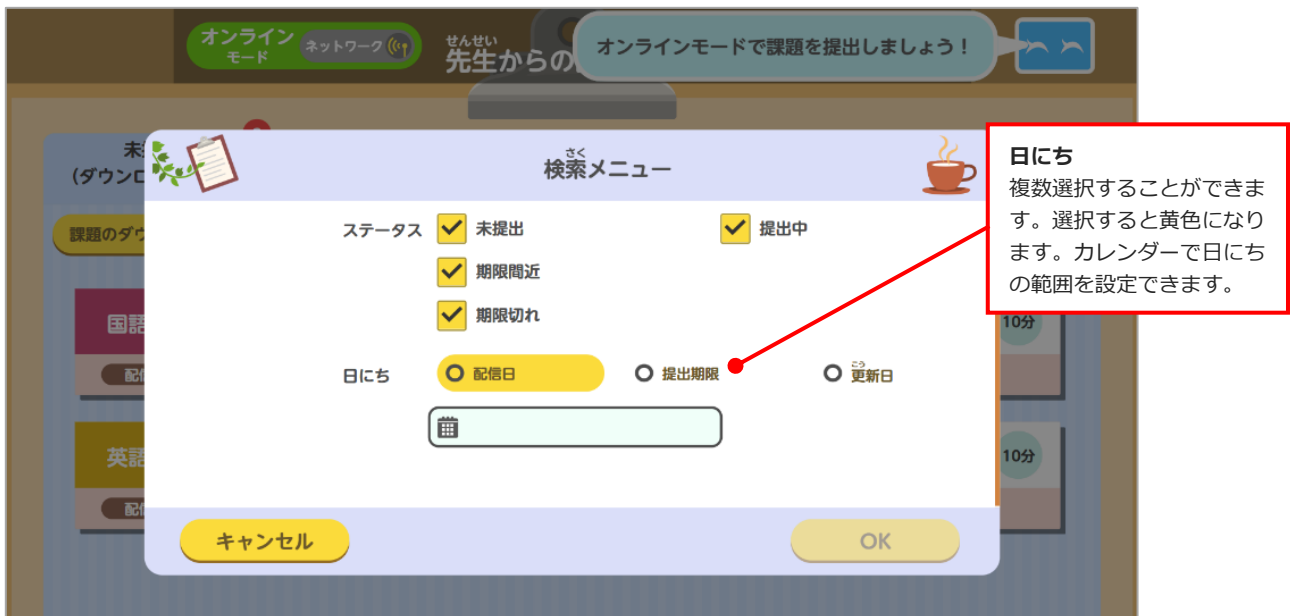 オンライン
モード
ネットワーク
せんせい
先生からの
オンラインモードで課題を提出しましょう！
未
(ダウンロ
さく
検索メニュー
日にち
複数選択することができま
す。選択すると黄色になり
ます。カレンダーで日にち
の範囲を設定できます。
課題のダウ
ステータス
未提出
提出中
期限間近
期限切れ
国語
10分
配信
日にち
配信日
提出期限
こう
更新日
英語
10分
配信
キャンセル
OK